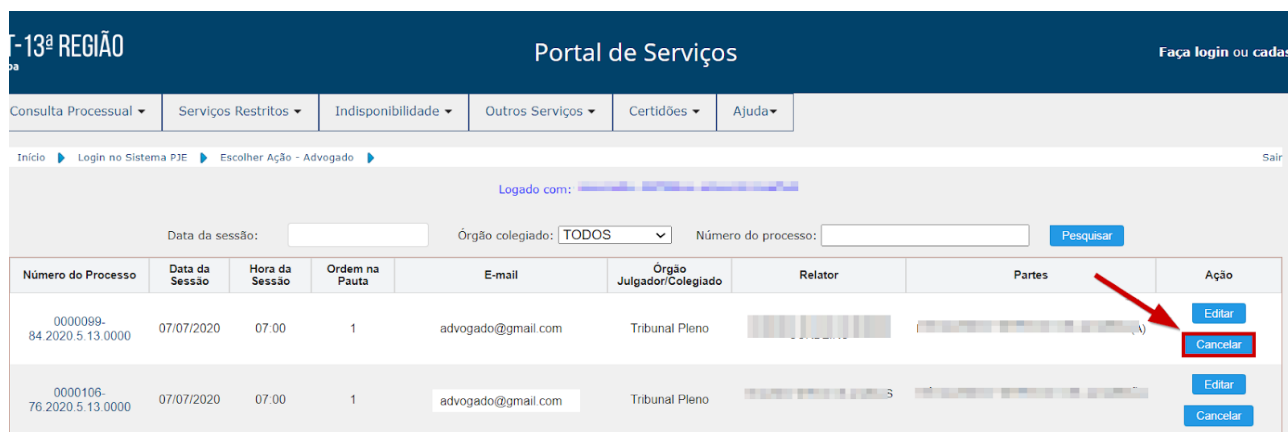 T-13ª REGIÃO
ba
Portal de Serviços
Faça login ou cadas
Consulta Processual Serviços Restritos Indisponibilidade Outros Serviços Certidões Ajuda
Início Login no Sistema PJE Escolher Ação - Advogado Sair
Logado com:
Data da sessão: Órgão colegiado: TODOS Número do processo: Pesquisar
Número do Processo Data da Sessão Hora da Sessão Ordem na Pauta E-mail Órgão Julgador/Colegiado Relator Partes Ação
0000099-
84.2020.5.13.0000 07/07/2020 07:00 1 advogado@gmail.com Tribunal Pleno Editar
Cancelar
0000106-
76.2020.5.13.0000 07/07/2020 07:00 1 advogado@gmail.com Tribunal Pleno Editar
Cancelar